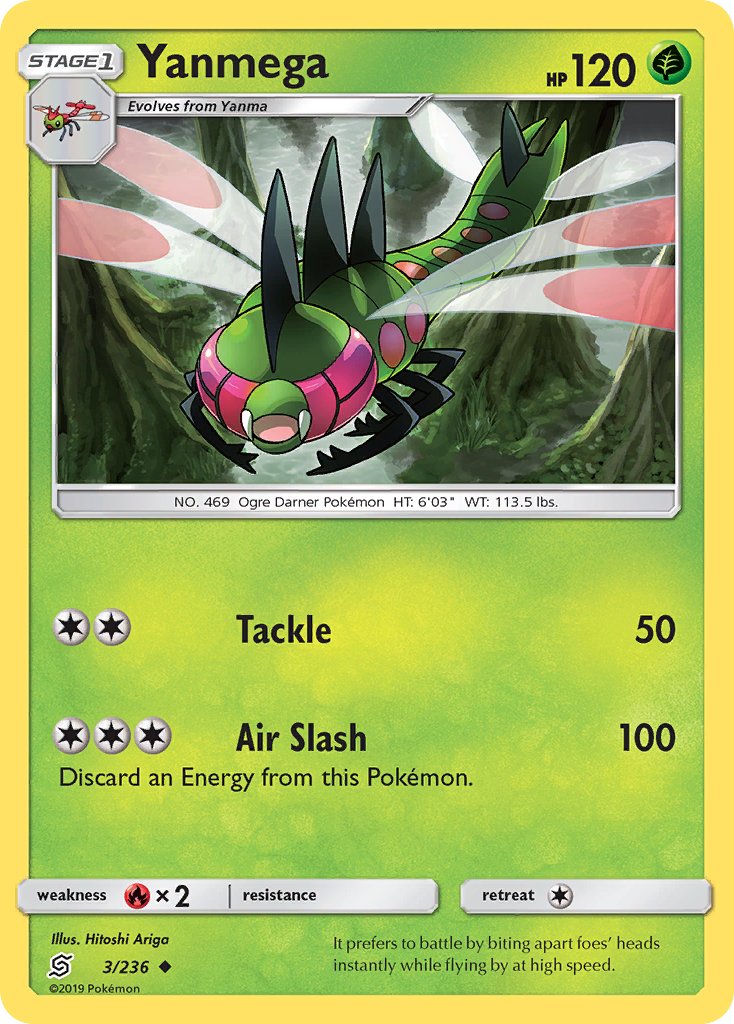 STAGE1
Yanmega
HP 120
Evolves from Yanma
NO. 469 Ogre Darner Pokémon HT: 6'03" WT: 113.5 lbs.
Tackle 50
Air Slash 100
Discard an Energy from this Pokémon.
weakness × 2 resistance retreat
Illus. Hitoshi Ariga
3/236
©2019 Pokémon
It prefers to battle by biting apart foes' heads
instantly while flying by at high speed.